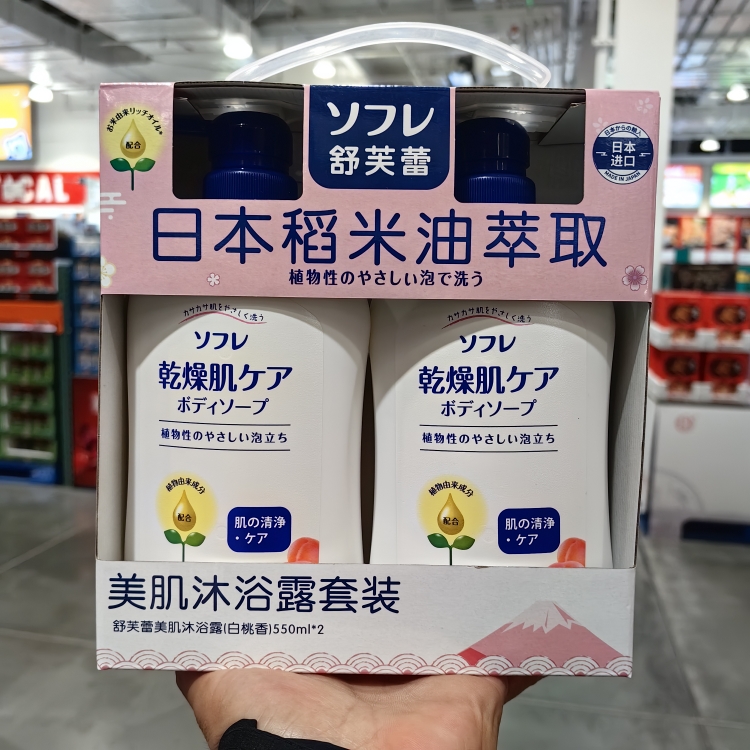 お米由来リッチオイル*
配合
ソフレ
舒芙蕾
日本からの輸入
日本
进口
MADE IN JAPAN
日本稻米油萃取
植物性のやさしい泡で洗う
カサカサ肌をやさしく洗う
ソフレ
乾燥肌ケア
ボディソープ
植物性のやさしい泡立ち
植物由来成分
配合
肌の清浄
・ケア
カサカサ肌をやさしく洗う
ソフレ
乾燥肌ケア
ボディソープ
植物性のやさしい泡立ち
植物由来成分
配合
肌の清浄
・ケア
美肌沐浴露套装
舒芙蕾美肌沐浴露(白桃香)550ml*2